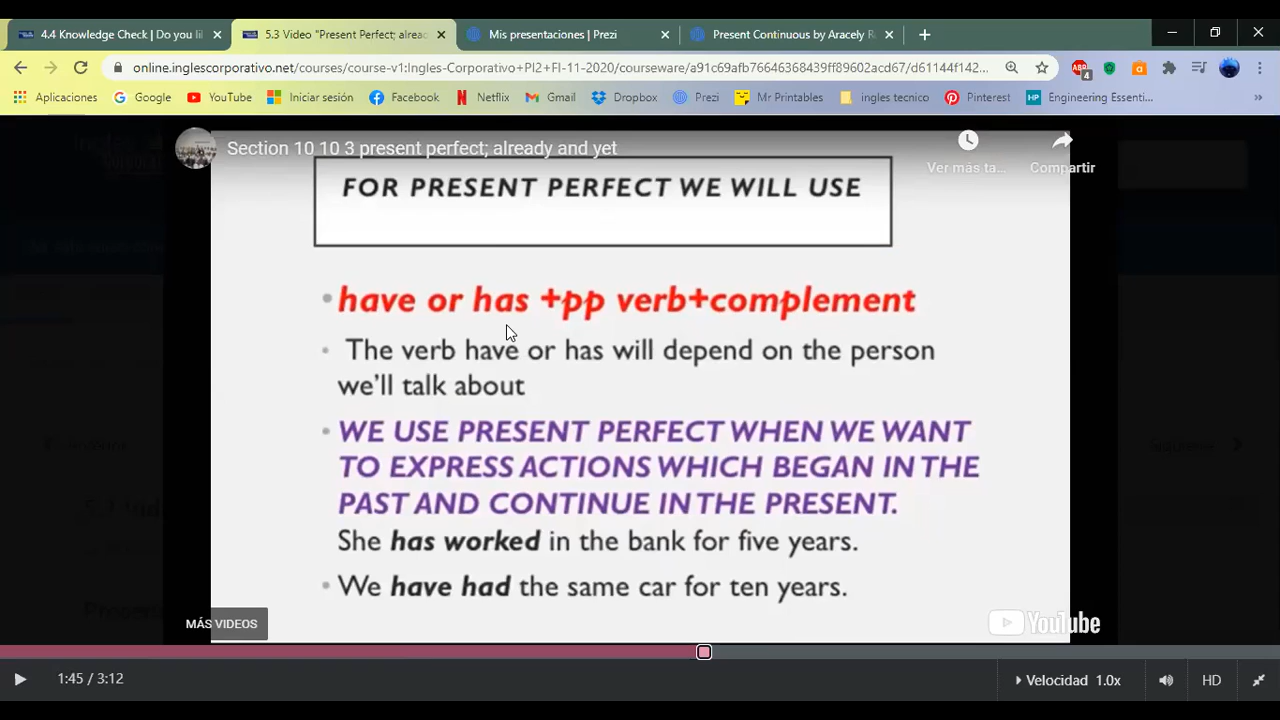 4.4 Knowledge Check | Do you lil
5.3 Video "Present Perfect; alread
Mis presentaciones | Prezi
Present Continuous by Aracely R
online.inglescorporativo.net/courses/course-v1:Ingles-Corporativo+PI2+FI-11-2020/courseware/a91c69afb76646368439ff89602acd67/d61144f142...
ABP
4
Aplicaciones
Google
YouTube
Iniciar sesión
Facebook
Netflix
Gmail
Dropbox
Prezi
Mr Printables
ingles tecnico
Pinterest
HP
Engineering Essenti...
Section 10 10 3 present perfect; already and yet
Ver más ta...
Compartir
FOR PRESENT PERFECT WE WILL USE
• have or has +pp verb+complement
• The verb have or has will depend on the person
we'll talk about
• WE USE PRESENT PERFECT WHEN WE WANT
TO EXPRESS ACTIONS WHICH BEGAN IN THE
PAST AND CONTINUE IN THE PRESENT.
She has worked in the bank for five years.
• We have had the same car for ten years.
MÁS VIDEOS
YouTube
1:45 / 3:12
Velocidad 1.0x
HD